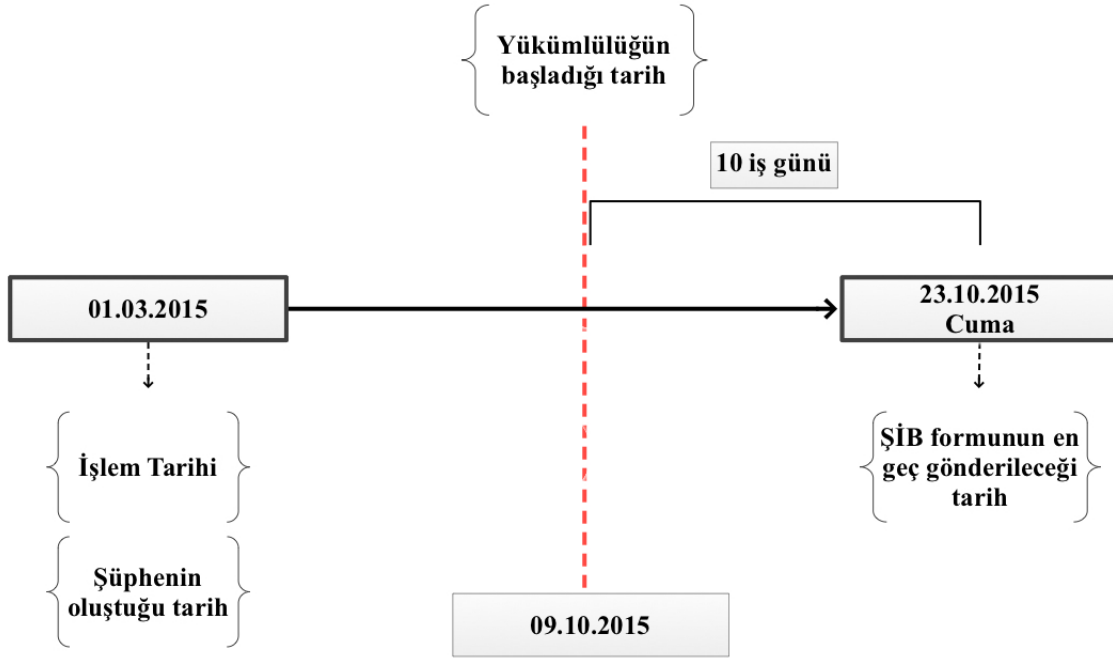 Yükümlülüğün
başladığı tarih
10 iş günü
01.03.2015
23.10.2015
Cuma
İşlem Tarihi
ŞİB formunun en
geç gönderileceği
tarih
Şüphenin
oluştuğu tarih
09.10.2015